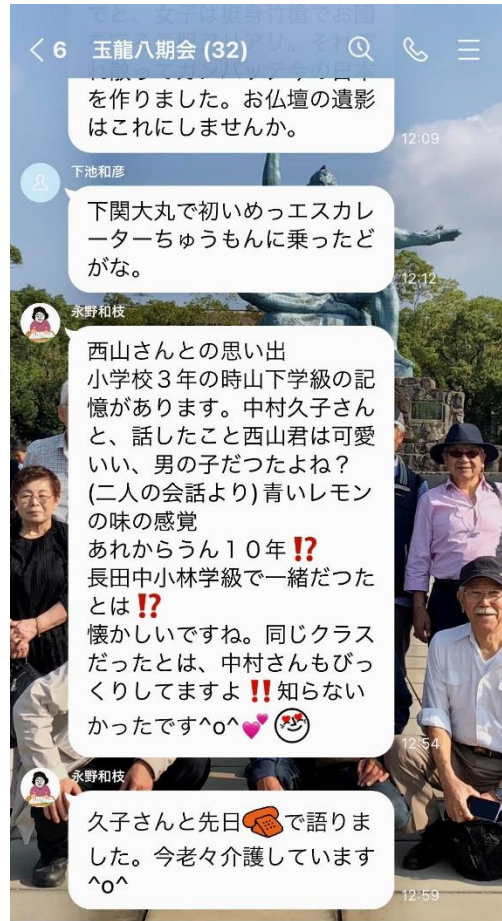 でと、女子は挺身竹槍でお國
6 玉龍八期会 (32)
を作りました。お仏壇の遺影
はこれにしませんか。
12:09
下池和彦
下関大丸で初いめっエスカレ
ーターちゅうもんに乗ったど
がな。
12:12
永野和枝
西山さんとの思い出
小学校３年の時山下学級の記
憶があります。中村久子さん
と、話したこと西山君は可愛
いい、男の子だつたよね？
(二人の会話より)青いレモン
の味の感覚
あれからうん１０年⁉️
長田中小林学級で一緒だつた
とは⁉️
懐かしいですね。同じクラス
だったとは、中村さんもびっ
くりしてますよ‼️知らない
かったです^o^💕😍
12:54
永野和枝
久子さんと先日☎️で語りま
した。今老々介護しています
^o^
12:59